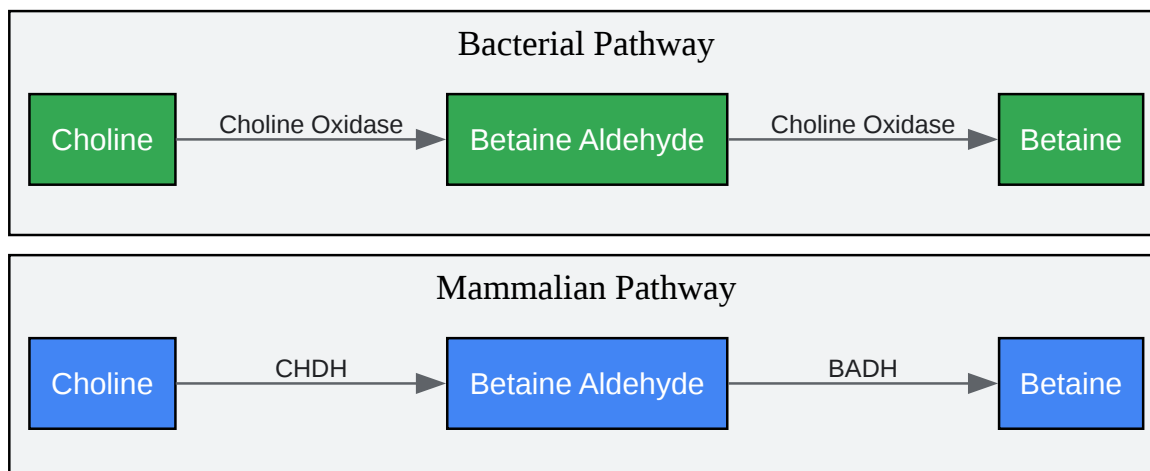 Bacterial Pathway
Choline Oxidase
Choline Oxidase
Choline
Betaine Aldehyde
Betaine
Mammalian Pathway
CHDH
BADH
Choline
Betaine Aldehyde
Betaine